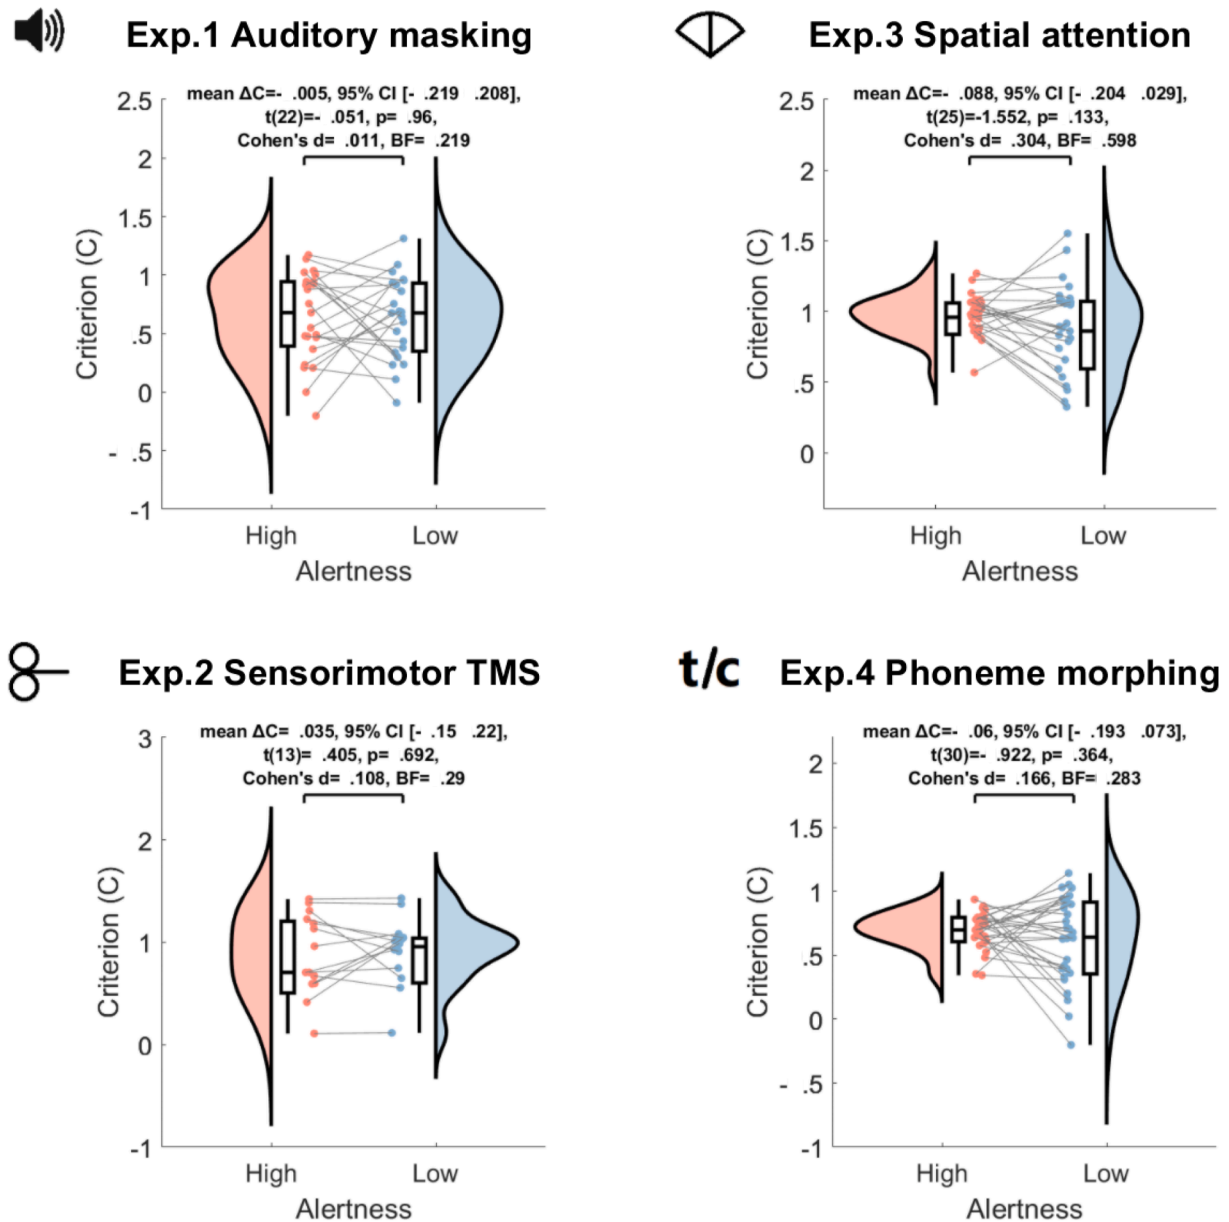 Exp.1 Auditory masking
mean ΔC=- .005, 95% CI [- .219 .208],
t(22)=- .051, p= .96,
Cohen's d= .011, BF= .219
2.5
2
1.5
1
.5
0
- .5
-1
Criterion (C)
High
Low
Alertness
Exp.3 Spatial attention
mean ΔC=- .088, 95% CI [- .204 .029],
t(25)=-1.552, p= .133,
Cohen's d= .304, BF= .598
2.5
2
1.5
1
.5
0
Criterion (C)
High
Low
Alertness
Exp.2 Sensorimotor TMS
mean ΔC= .035, 95% CI [- .15 .22],
t(13)= .405, p= .692,
Cohen's d= .108, BF= .29
3
2
1
0
-1
Criterion (C)
High
Low
Alertness
t/c
Exp.4 Phoneme morphing
mean ΔC=- .06, 95% CI [- .193 .073],
t(30)=- .922, p= .364,
Cohen's d= .166, BF= .283
2
1.5
1
.5
0
- .5
-1
Criterion (C)
High
Low
Alertness